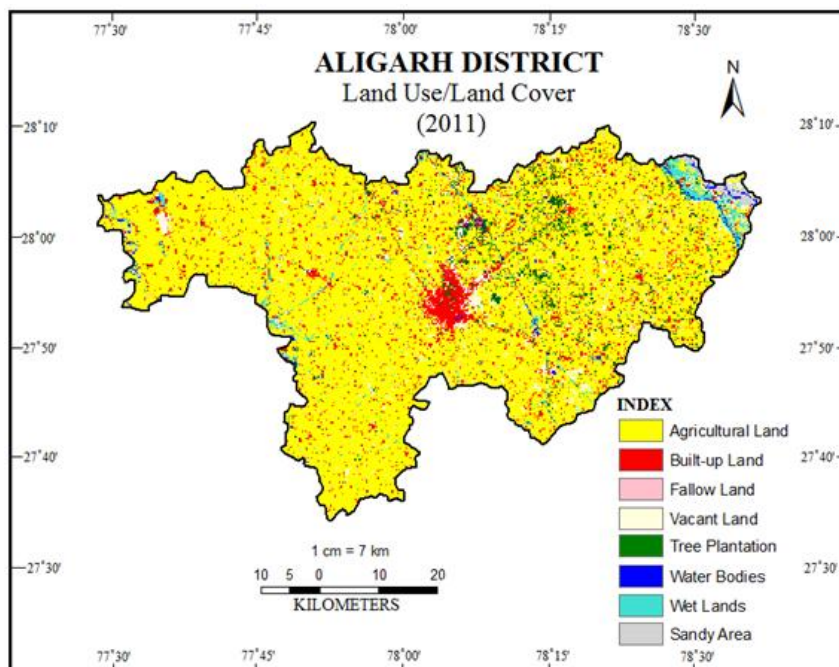 77˚30' 77˚45' 78˚00' 78˚15' 78˚30'
ALIGARH DISTRICT
Land Use/Land Cover
(2011)
N
28˚10' 28˚10'
28˚00' 28˚00'
27˚50' 27˚50'
INDEX
Agricultural Land
27˚40' 27˚40'
Built-up Land
Fallow Land
Vacant Land
Tree Plantation
1 cm = 7 km
27˚30' 27˚30'
Water Bodies
10 5 0 10 20
KILOMETERS
Wet Lands
Sandy Area
77˚30' 77˚45' 78˚00' 78˚15' 78˚30'